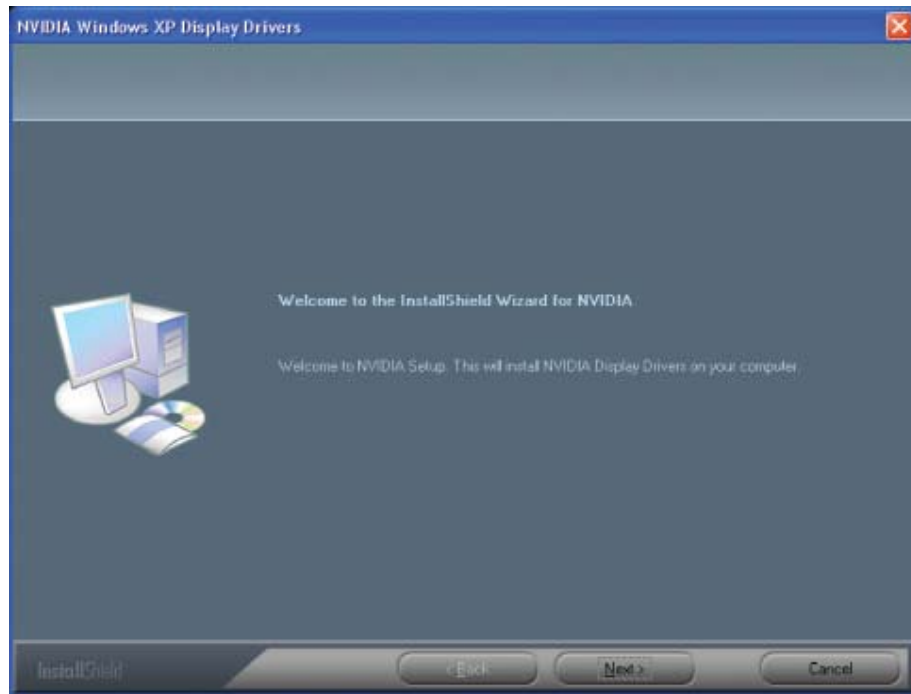 NVIDIA Windows XP Display Drivers
Welcome to the InstallShield Wizard for NVIDIA
Welcome to NVIDIA Setup. This will install NVIDIA Display Drivers on your computer.
InstallShield
< Back
Next >
Cancel